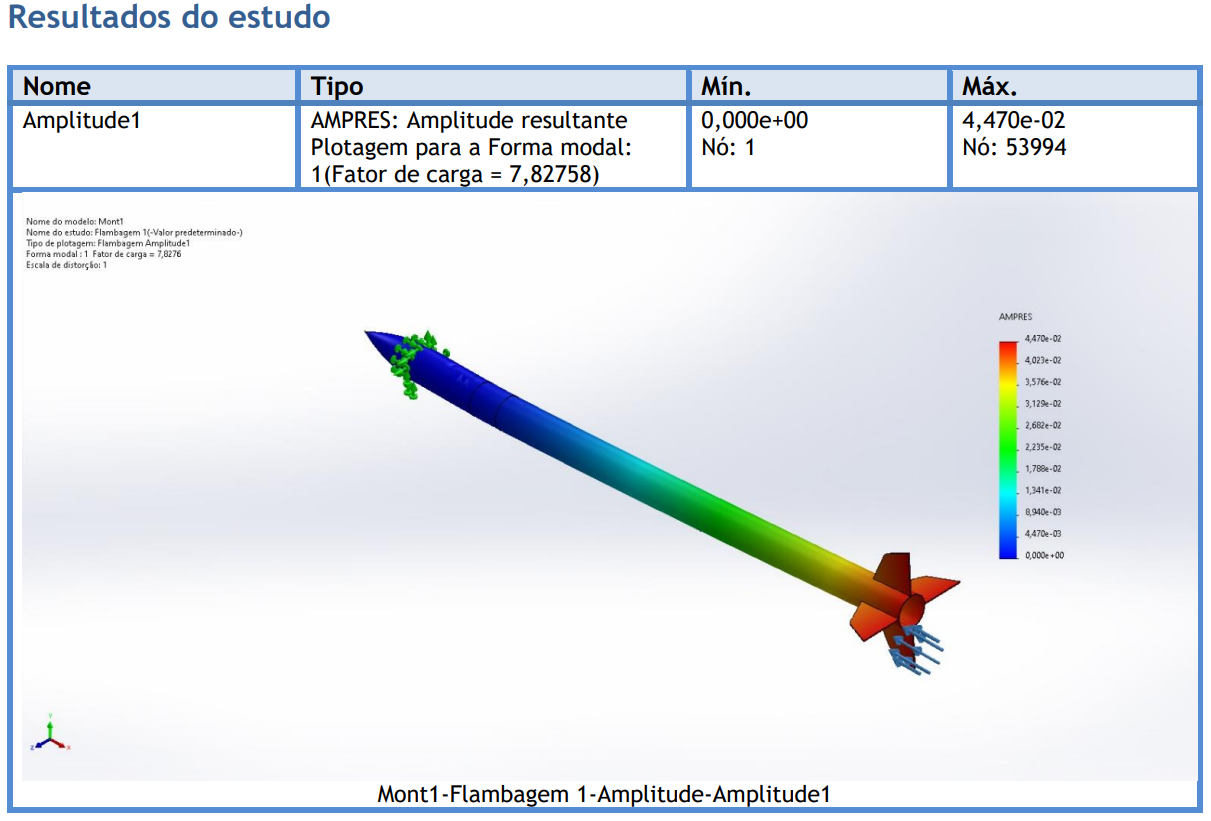 Resultados do estudo
Nome Tipo Mín. Máx.
Amplitude1 AMPRES: Amplitude resultante 0,000e+00 4,470e-02
Plotagem para a Forma modal: Nó: 1 Nó: 53994
1(Fator de carga = 7,82758)
Nome do modelo: Mont1
Nome do estudo: Flambagem 1(-Valor predeterminado-)
Tipo de plotagem: Flambagem Amplitude1
Forma modal : 1 Fator de carga = 7,8276
Escala de distorção: 1
AMPRES
4,470e-02
4,023e-02
3,576e-02
3,129e-02
2,682e-02
2,235e-02
1,788e-02
1,341e-02
8,940e-03
4,470e-03
0,000e+00
Y
Z X
Mont1-Flambagem 1-Amplitude-Amplitude1